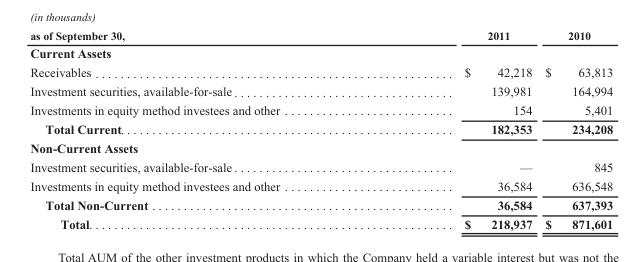 (in thousands)
as of September 30, 2011 2010
Current Assets
Receivables $ 42,218 $ 63,813
Investment securities, available-for-sale 139,981 164,994
Investments in equity method investees and other 154 5,401
Total Current 182,353 234,208
Non-Current Assets
Investment securities, available-for-sale — 845
Investments in equity method investees and other 36,584 636,548
Total Non-Current 36,584 637,393
Total $ 218,937 $ 871,601
Total AUM of the other investment products in which the Company held a variable interest but was not the